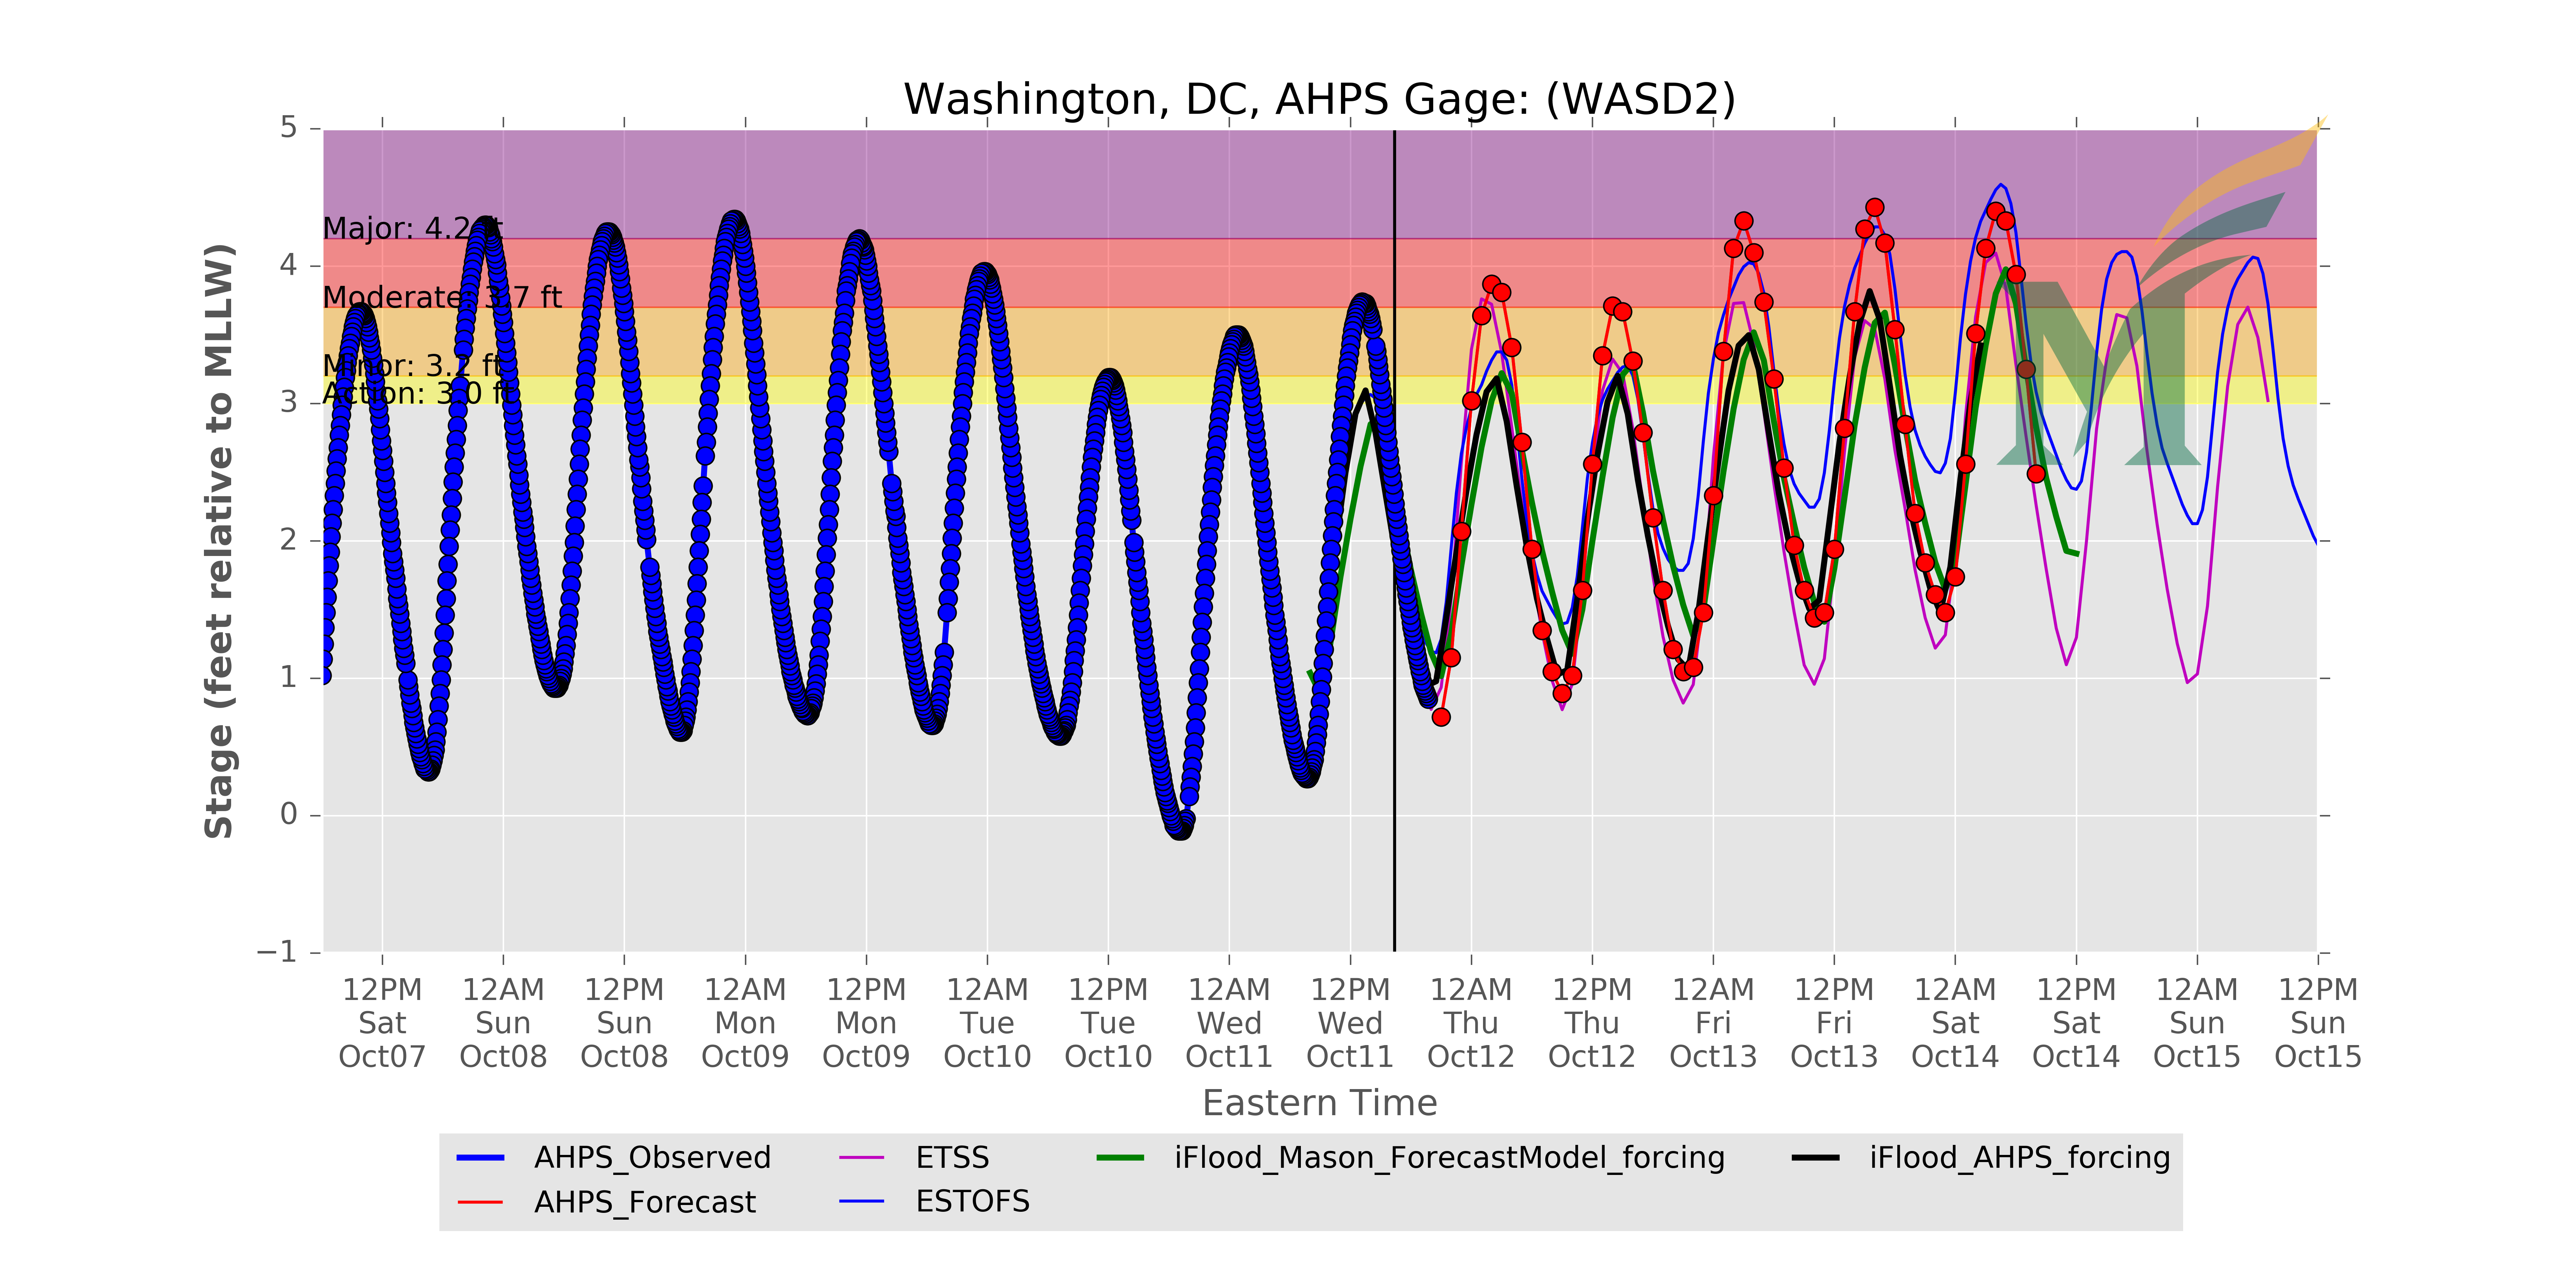 Washington, DC, AHPS Gage: (WASD2)
5
4
3
2
1
0
−1
Stage (feet relative to MLLW)
Major: 4.2 ft
Moderate: 3.7 ft
Minor: 3.2 ft
Action: 3.0 ft
12PM 12AM 12PM 12AM 12PM 12AM 12PM 12AM 12PM 12AM 12PM 12AM 12PM 12AM 12PM 12AM 12PM
Sat Sun Sun Mon Mon Tue Tue Wed Wed Thu Thu Fri Fri Sat Sat Sun Sun
Oct07 Oct08 Oct08 Oct09 Oct09 Oct10 Oct10 Oct11 Oct11 Oct12 Oct12 Oct13 Oct13 Oct14 Oct14 Oct15 Oct15
Eastern Time
AHPS_Observed ETSS iFlood_Mason_ForecastModel_forcing iFlood_AHPS_forcing
AHPS_Forecast ESTOFS